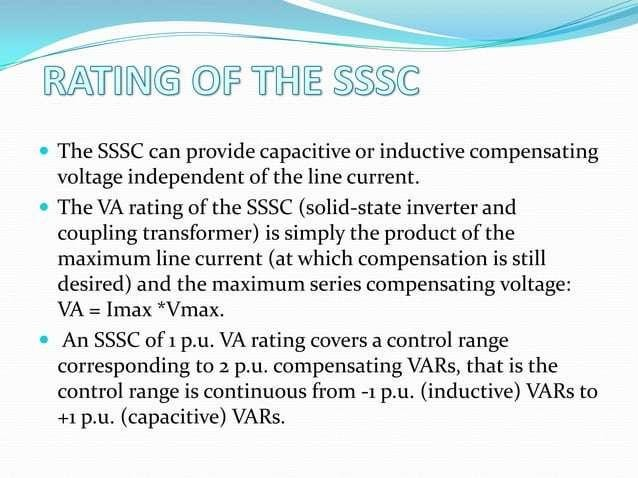 RATING OF THE SSSC
• The SSSC can provide capacitive or inductive compensating
voltage independent of the line current.
• The VA rating of the SSSC (solid-state inverter and
coupling transformer) is simply the product of the
maximum line current (at which compensation is still
desired) and the maximum series compensating voltage:
VA = Imax *Vmax.
• An SSSC of 1 p.u. VA rating covers a control range
corresponding to 2 p.u. compensating VARs, that is the
control range is continuous from -1 p.u. (inductive) VARs to
+1 p.u. (capacitive) VARs.